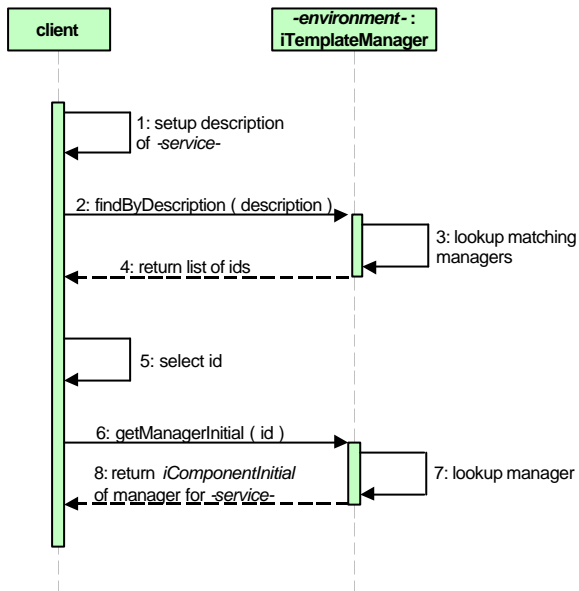 client
-environment- :
iTemplateManager
1: setup description
of -service-
2: findByDescription ( description )
3: lookup matching
managers
4: return list of ids
5: select id
6: getManagerInitial ( id )
7: lookup manager
8: return iComponentInitial
of manager for -service-